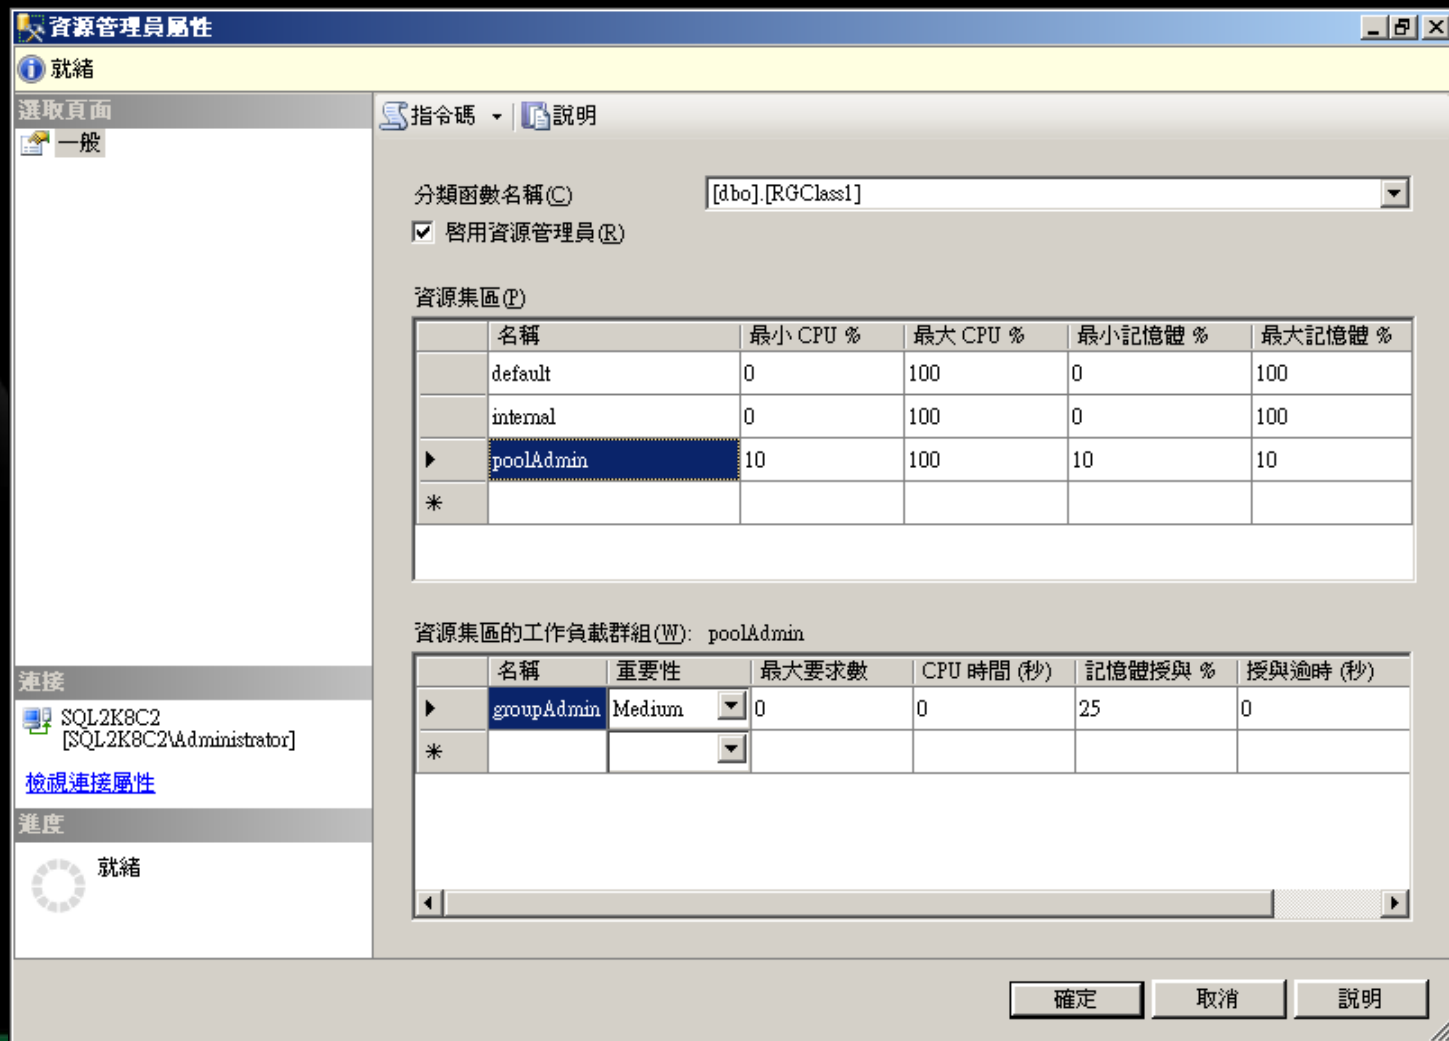 資源管理員屬性
就緒
選取頁面
一般
指令碼
說明
分類函數名稱(C)
[dbo].[RGClass1]
啓用資源管理員(R)
資源集區(P)
名稱 最小 CPU % 最大 CPU % 最小記憶體 % 最大記憶體 %
default 0 100 0 100
internal 0 100 0 100
poolAdmin 10 100 10 10
資源集區的工作負載群組(W): poolAdmin
名稱 重要性 最大要求數 CPU 時間 (秒) 記憶體授與 % 授與逾時 (秒)
groupAdmin Medium 0 0 25 0
連接
SQL2K8C2
[SQL2K8C2\Administrator]
檢視連接屬性
進度
就緒
確定 取消 說明